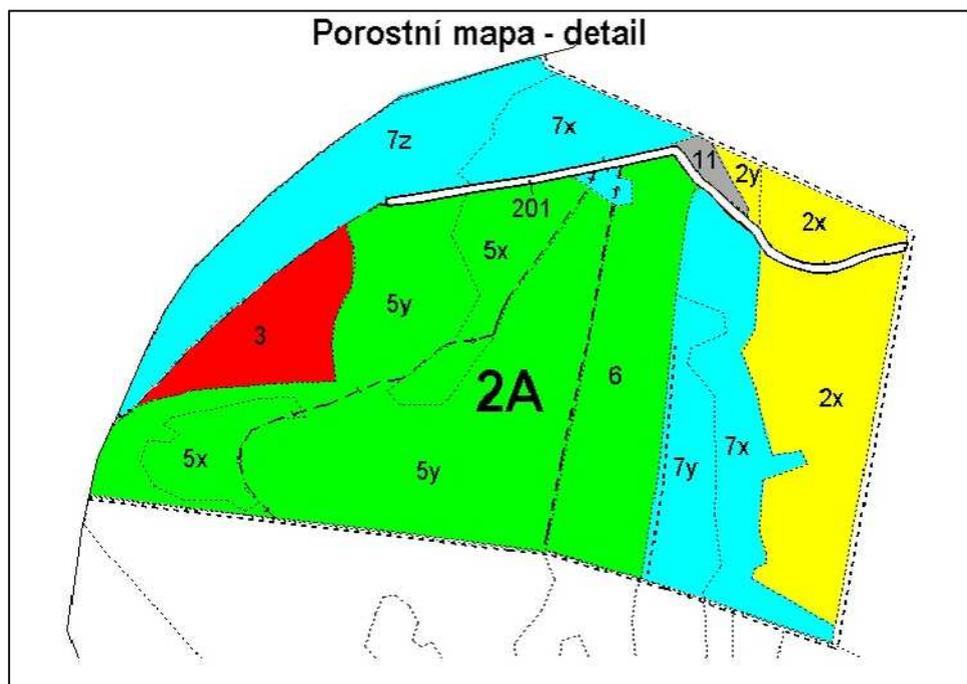 Porostní mapa - detail
7z
7x
11
2y
2x
201
5x
5y
3
6
2A
2x
7x
7y
5x
5y